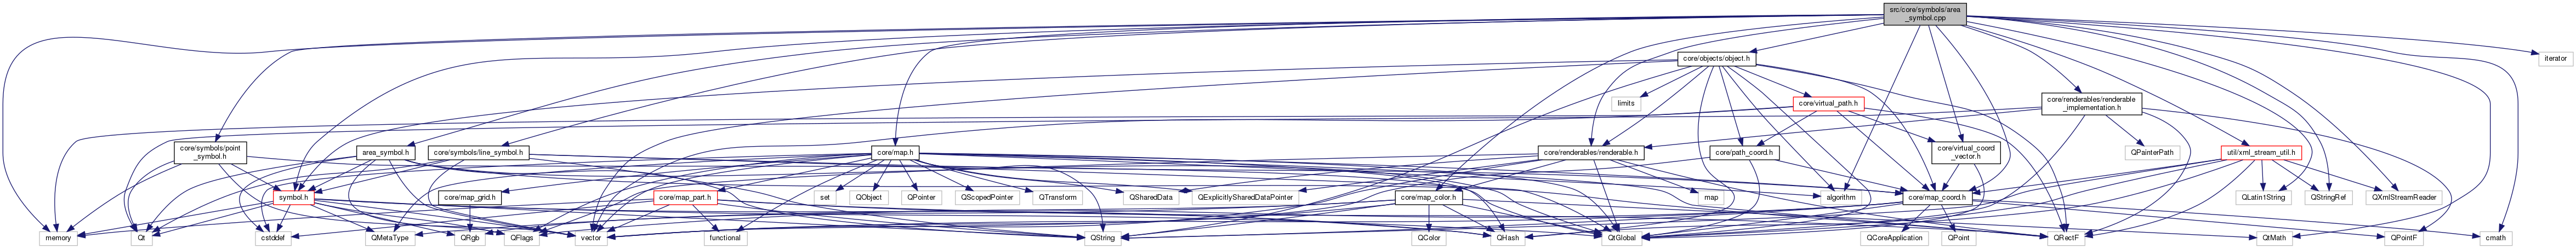 src/core/symbols/area
_symbol.cpp
core/objects/object.h
iterator
limits
core/virtual_path.h
core/renderables/renderable
_implementation.h
core/symbols/point
_symbol.h
area_symbol.h
core/symbols/line_symbol.h
core/map.h
core/renderables/renderable.h
core/path_coord.h
core/virtual_coord
_vector.h
QPainterPath
util/xml_stream_util.h
symbol.h
core/map_grid.h
core/map_part.h
set
QObject
QPointer
QScopedPointer
QTransform
QSharedData
QExplicitlySharedDataPointer
core/map_color.h
map
algorithm
core/map_coord.h
QLatin1String
QStringRef
QXmlStreamReader
memory
memory
Qt
cstddef
QMetaType
QRgb
QFlags
vector
functional
QString
QColor
QHash
QtGlobal
QCoreApplication
QPoint
QRectF
QtMath
QPointF
cmath